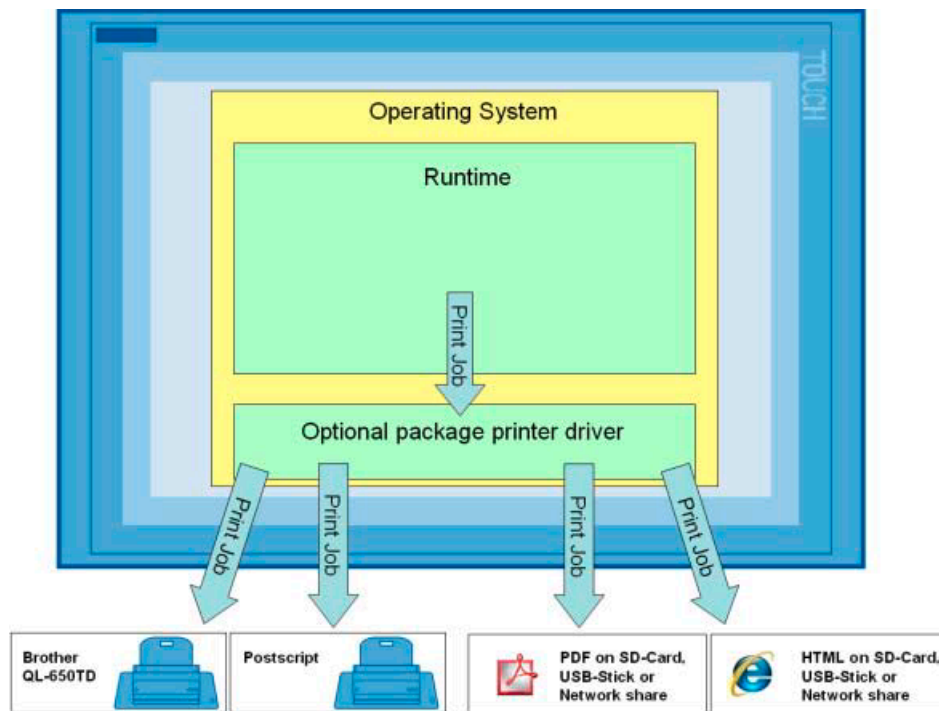 TOUCH
Operating System
Runtime
Print Job
Optional package printer driver
Print Job
Print Job
Print Job
Print Job
Brother
QL-650TD
Postscript
PDF on SD-Card,
USB-Stick or
Network share
HTML on SD-Card,
USB-Stick or
Network share